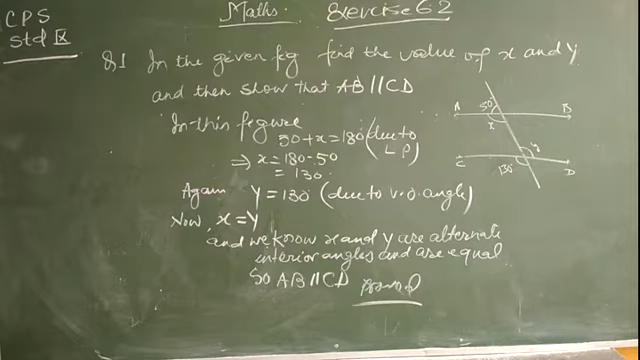 CPS
Std IX
Maths. Exercise 6.2
Q1 In the given fig find the value of x and y
and then show that AB || CD
In this figure
50 + x = 180 (due to LP)
⇒ x = 180 - 50
= 130.
Again y = 130 (due to v.o. angle)
Now, x = y
and we know x and y are alternate
interior angles and are equal
So AB || CD Proved
A 50° B
x
C y D
130°